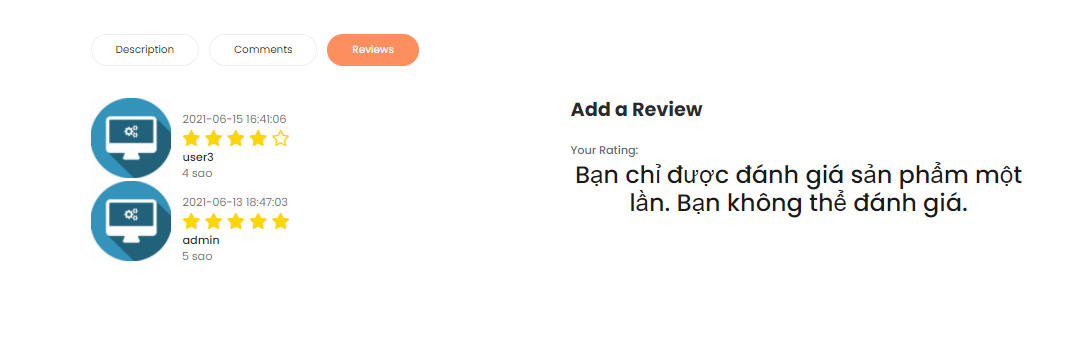 Description
Comments
Reviews
2021-06-15 16:41:06
user3
4 sao
2021-06-13 18:47:03
admin
5 sao
Add a Review
Your Rating:
Bạn chỉ được đánh giá sản phẩm một
lần. Bạn không thể đánh giá.